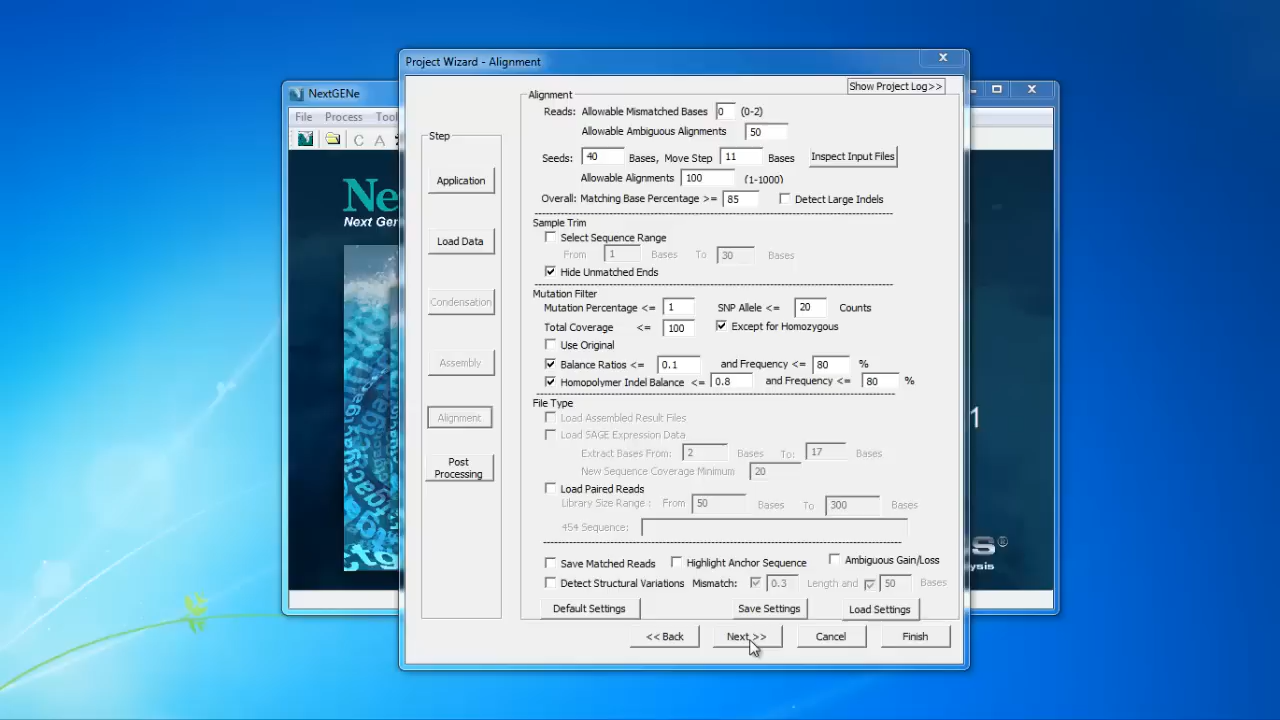 Project Wizard - Alignment
Show Project Log>>
NextGENe
File Process Tool
C A
Ne
Next Ger
Step
Application
Load Data
Condensation
Assembly
Alignment
Post
Processing
Alignment
Reads: Allowable Mismatched Bases 0 (0-2)
Allowable Ambiguous Alignments 50
Seeds: 40 Bases, Move Step 11 Bases Inspect Input Files
Allowable Alignments 100 (1-1000)
Overall: Matching Base Percentage >= 85 Detect Large Indels
Sample Trim
Select Sequence Range
From 1 Bases To 30 Bases
Hide Unmatched Ends
Mutation Filter
Mutation Percentage <= 1 SNP Allele <= 20 Counts
Total Coverage <= 100 Except for Homozygous
Use Original
Balance Ratios <= 0.1 and Frequency <= 80 %
Homopolymer Indel Balance <= 0.8 and Frequency <= 80 %
File Type
Load Assembled Result Files
Load SAGE Expression Data
Extract Bases From: 2 Bases To: 17 Bases
New Sequence Coverage Minimum 20
Load Paired Reads
Library Size Range : From 50 Bases To 300 Bases
454 Sequence:
Save Matched Reads Highlight Anchor Sequence Ambiguous Gain/Loss
Detect Structural Variations Mismatch: 0.3 Length and 50 Bases
Default Settings Save Settings Load Settings
<< Back Next >> Cancel Finish
1
s®
ysis